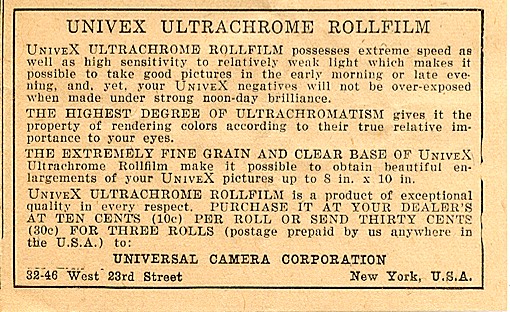 UNIVEX ULTRACHROME ROLLFILM
UNIVEX ULTRACHROME ROLLFILM possesses extreme speed as
well as high sensitivity to relatively weak light which makes it
possible to take good pictures in the early morning or late eve-
ning, and, yet, your UNIVEX negatives will not be over-exposed
when made under strong noon-day brilliance.
THE HIGHEST DEGREE OF ULTRACHROMATISM gives it the
property of rendering colors according to their true relative im-
portance to your eyes.
THE EXTREMELY FINE GRAIN AND CLEAR BASE OF UNIVEX
Ultrachrome Rollfilm make it possible to obtain beautiful en-
largements of your UNIVEX pictures up to 8 in. x 10 in.
UNIVEX ULTRACHROME ROLLFILM is a product of exceptional
quality in every respect. PURCHASE IT AT YOUR DEALER'S
AT TEN CENTS (10c) PER ROLL OR SEND THIRTY CENTS
(30c) FOR THREE ROLLS (postage prepaid by us anywhere in
the U.S.A.) to:
UNIVERSAL CAMERA CORPORATION
32-46 West 23rd Street New York, U.S.A.